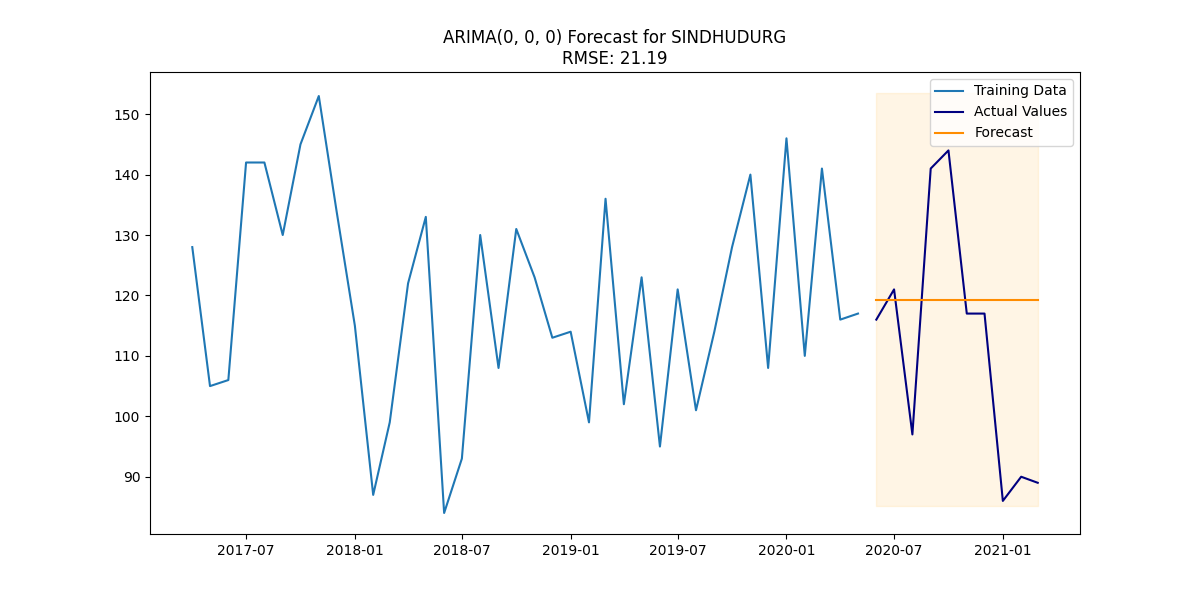 ARIMA(0, 0, 0) Forecast for SINDHUDURG
RMSE: 21.19
Training Data
Actual Values
Forecast
150
140
130
120
110
100
90
2017-07 2018-01 2018-07 2019-01 2019-07 2020-01 2020-07 2021-01